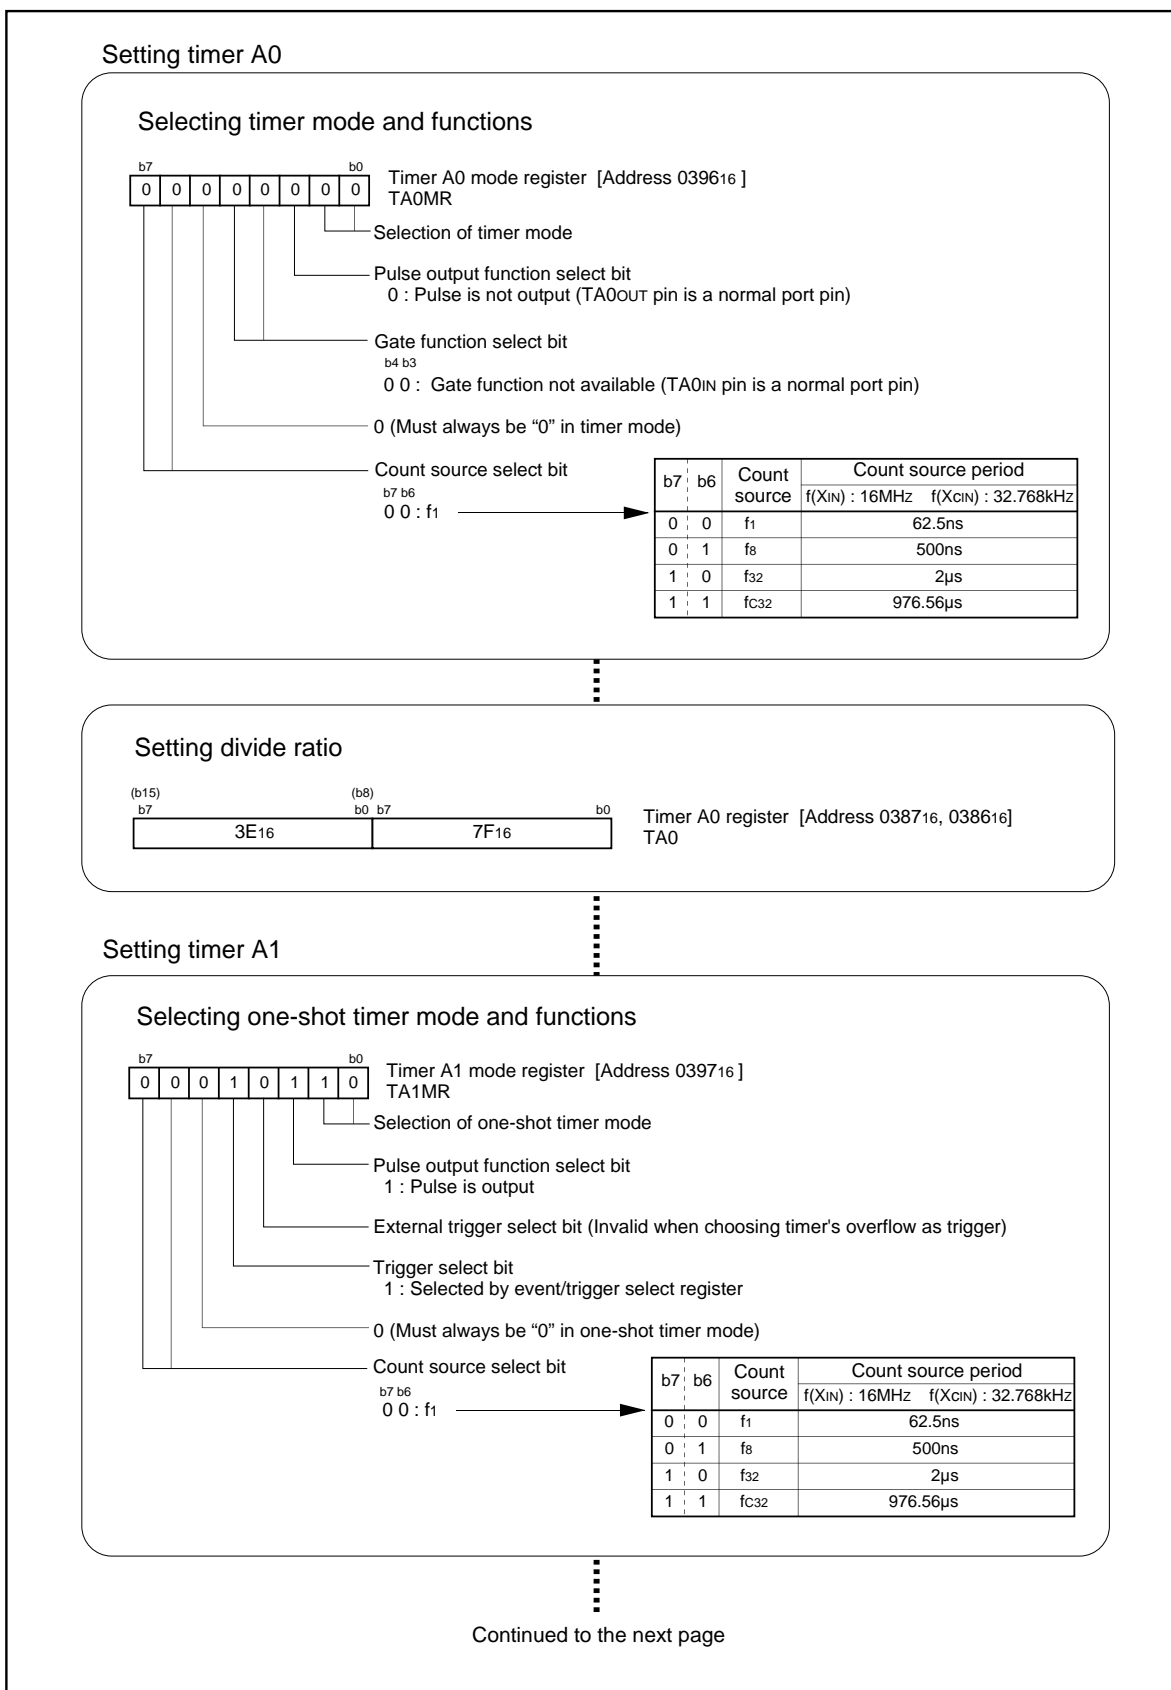 Setting timer A0
Selecting timer mode and functions
b7 b0
0 0 0 0 0 0 0 0
Timer A0 mode register [Address 039616 ]
TA0MR
Selection of timer mode
Pulse output function select bit
0 : Pulse is not output (TA0OUT pin is a normal port pin)
Gate function select bit
b4 b3
0 0 : Gate function not available (TA0IN pin is a normal port pin)
0 (Must always be “0” in timer mode)
Count source select bit
b7 b6
0 0 : f1
b7 b6 Count source Count source period
f(XIN) : 16MHz f(XCIN) : 32.768kHz
0 0 f1 62.5ns
0 1 f8 500ns
1 0 f32 2µs
1 1 fC32 976.56µs
Setting divide ratio
(b15) (b8)
b7 b0 b7 b0
3E16 7F16
Timer A0 register [Address 038716, 038616]
TA0
Setting timer A1
Selecting one-shot timer mode and functions
b7 b0
0 0 0 1 0 1 1 0
Timer A1 mode register [Address 039716 ]
TA1MR
Selection of one-shot timer mode
Pulse output function select bit
1 : Pulse is output
External trigger select bit (Invalid when choosing timer's overflow as trigger)
Trigger select bit
1 : Selected by event/trigger select register
0 (Must always be “0” in one-shot timer mode)
Count source select bit
b7 b6
0 0 : f1
b7 b6 Count source Count source period
f(XIN) : 16MHz f(XCIN) : 32.768kHz
0 0 f1 62.5ns
0 1 f8 500ns
1 0 f32 2µs
1 1 fC32 976.56µs
Continued to the next page